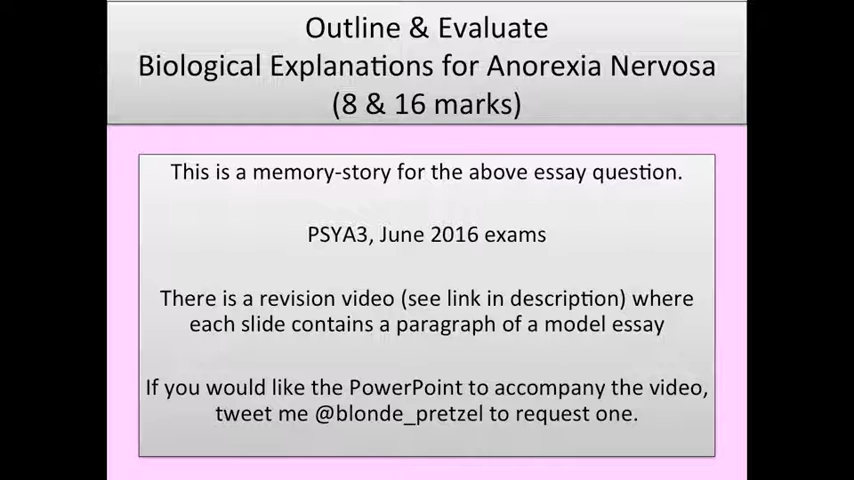 Outline & Evaluate
Biological Explanations for Anorexia Nervosa
(8 & 16 marks)
This is a memory-story for the above essay question.
PSYA3, June 2016 exams
There is a revision video (see link in description) where
each slide contains a paragraph of a model essay
If you would like the PowerPoint to accompany the video,
tweet me @blonde_pretzel to request one.